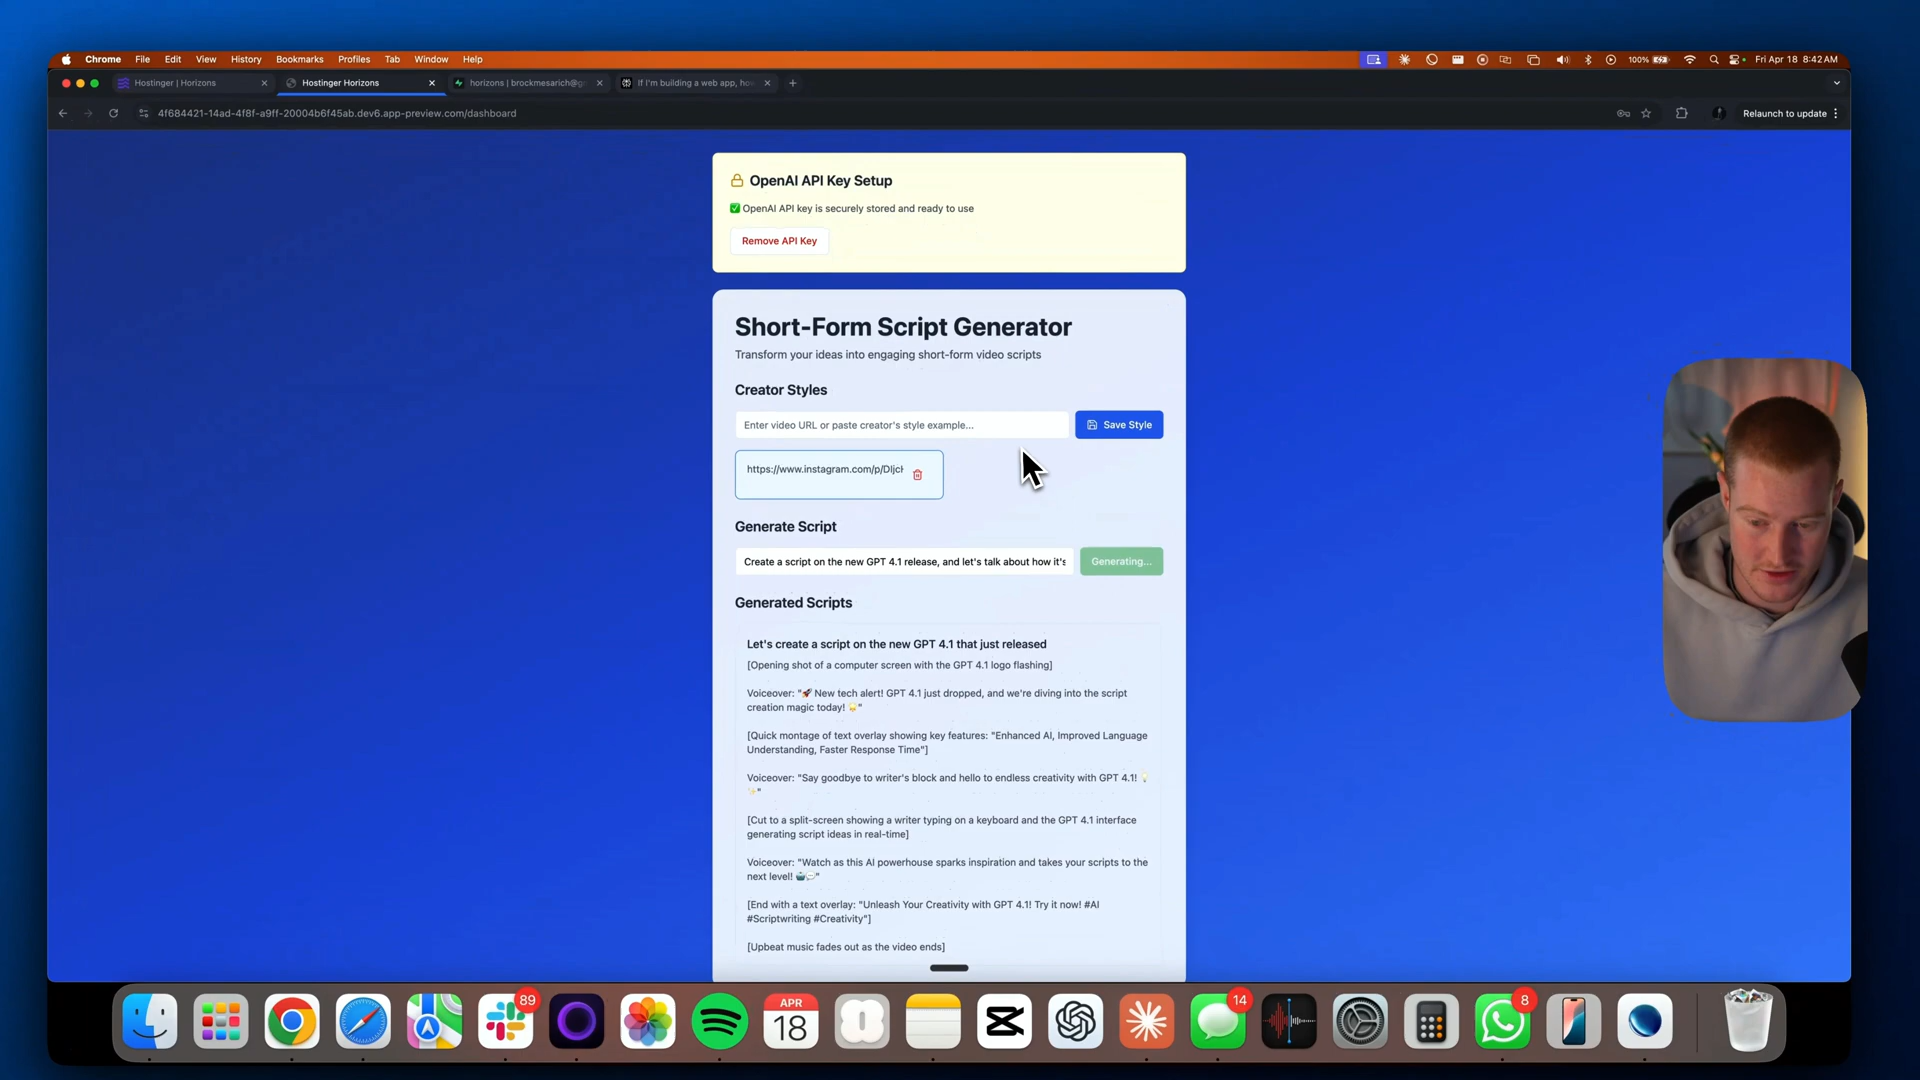 Chrome File Edit View History Bookmarks Profiles Tab Window Help
100% Fri Apr 18 8:42 AM
Hostinger | Horizons
Hostinger Horizons
horizons | brockmesarich@g
If I'm building a web app, how
4f684421-14ad-4f8f-a9ff-20004b6f45ab.dev6.app-preview.com/dashboard
Relaunch to update
OpenAI API Key Setup
✅ OpenAI API key is securely stored and ready to use
Remove API Key
Short-Form Script Generator
Transform your ideas into engaging short-form video scripts
Creator Styles
Enter video URL or paste creator's style example...
Save Style
https://www.instagram.com/p/DIjcH
Generate Script
Create a script on the new GPT 4.1 release, and let's talk about how it's
Generating...
Generated Scripts
Let's create a script on the new GPT 4.1 that just released
[Opening shot of a computer screen with the GPT 4.1 logo flashing]
Voiceover: "🚀 New tech alert! GPT 4.1 just dropped, and we're diving into the script
creation magic today! 🌟"
[Quick montage of text overlay showing key features: "Enhanced AI, Improved Language
Understanding, Faster Response Time"]
Voiceover: "Say goodbye to writer's block and hello to endless creativity with GPT 4.1! 💡
✨"
[Cut to a split-screen showing a writer typing on a keyboard and the GPT 4.1 interface
generating script ideas in real-time]
Voiceover: "Watch as this AI powerhouse sparks inspiration and takes your scripts to the
next level! 🤖💬"
[End with a text overlay: "Unleash Your Creativity with GPT 4.1! Try it now! #AI
#Scriptwriting #Creativity"]
[Upbeat music fades out as the video ends]
89
APR
18
14
8